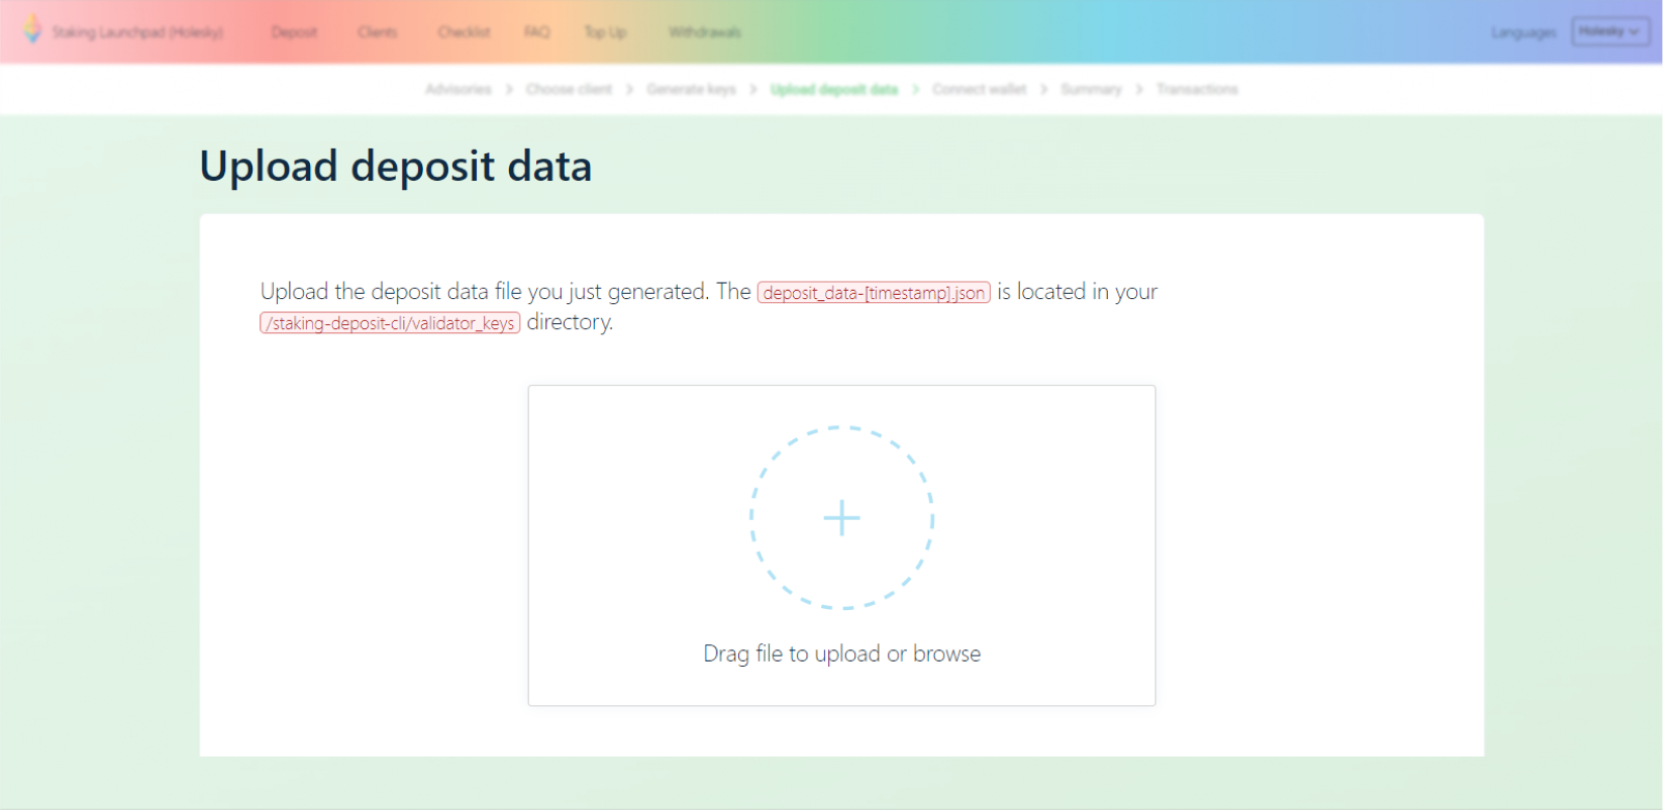 Staking Launchpad (Holesky) Deposit Clients Checklist FAQ Top Up Withdrawals Languages Holesky
Advisories > Choose client > Generate keys > Upload deposit data > Connect wallet > Summary > Transactions
Upload deposit data
Upload the deposit data file you just generated. The deposit_data-[timestamp].json is located in your
/staking-deposit-cli/validator_keys directory.
Drag file to upload or browse